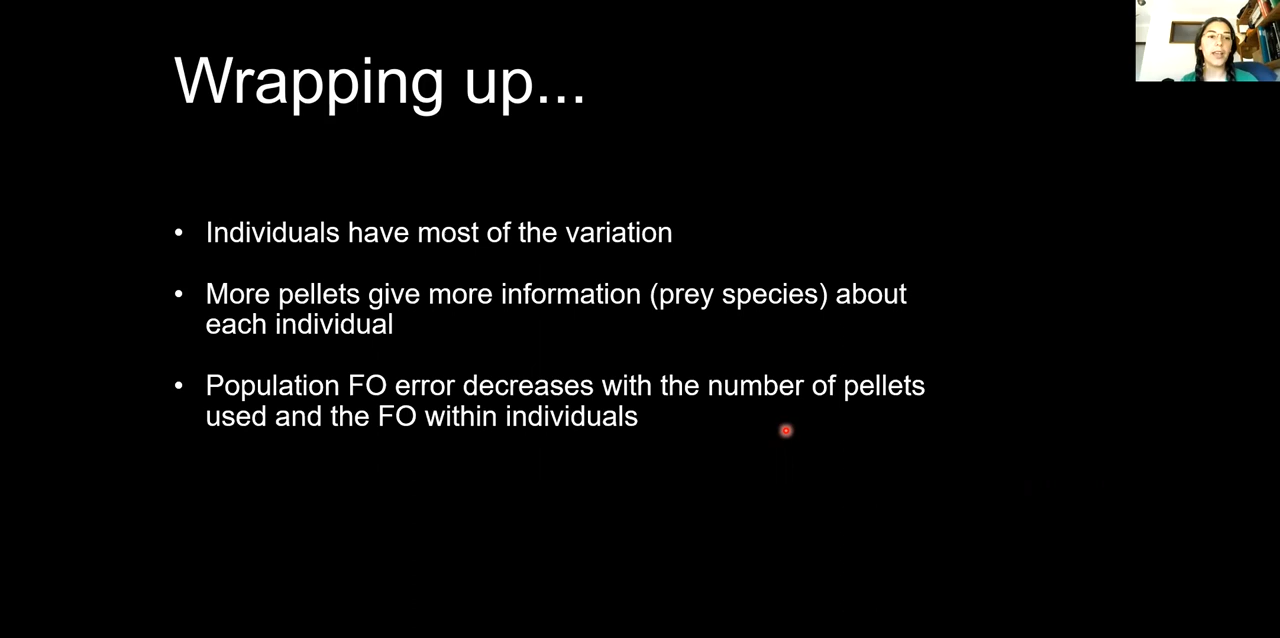 Wrapping up...
• Individuals have most of the variation
• More pellets give more information (prey species) about
each individual
• Population FO error decreases with the number of pellets
used and the FO within individuals